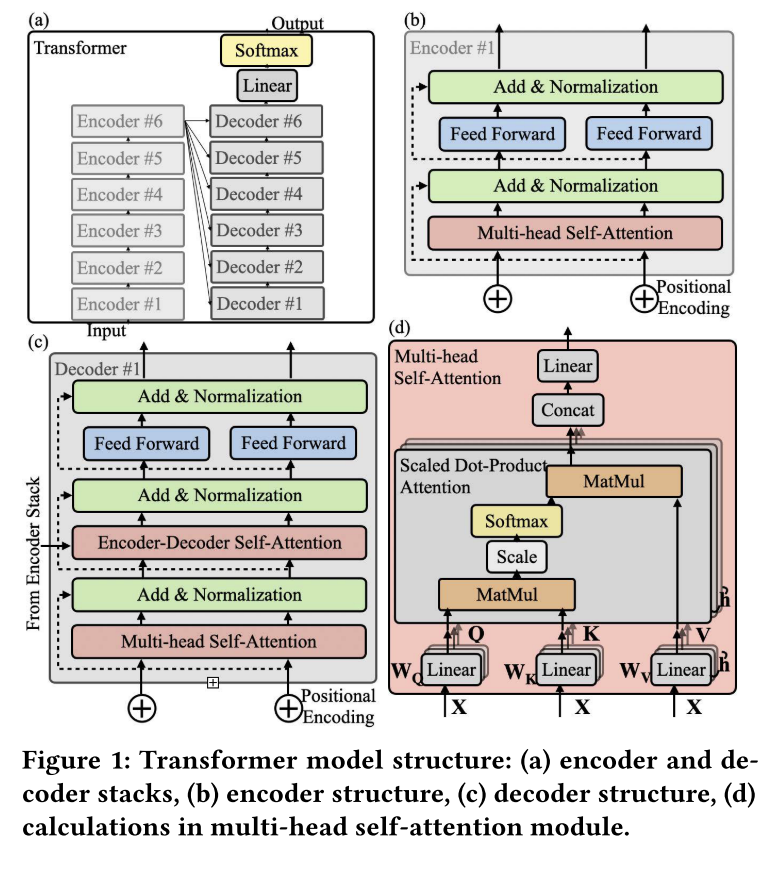 (a)
Output
Transformer
Softmax
Linear
Encoder #6
Decoder #6
Encoder #5
Decoder #5
Encoder #4
Decoder #4
Encoder #3
Decoder #3
Encoder #2
Decoder #2
Encoder #1
Decoder #1
Input
(b)
Encoder #1
Add & Normalization
Feed Forward
Feed Forward
Add & Normalization
Multi-head Self-Attention
Positional
Encoding
(c)
Decoder #1
Add & Normalization
Feed Forward
Feed Forward
Add & Normalization
Encoder-Decoder Self-Attention
Add & Normalization
Multi-head Self-Attention
From Encoder Stack
Positional
Encoding
(d)
Multi-head
Self-Attention
Linear
Concat
Scaled Dot-Product
Attention
MatMul
Softmax
Scale
MatMul
h
Q
K
V
W_Q
Linear
W_K
Linear
W_V
Linear
h
X
X
X
Figure 1: Transformer model structure: (a) encoder and de-
coder stacks, (b) encoder structure, (c) decoder structure, (d)
calculations in multi-head self-attention module.